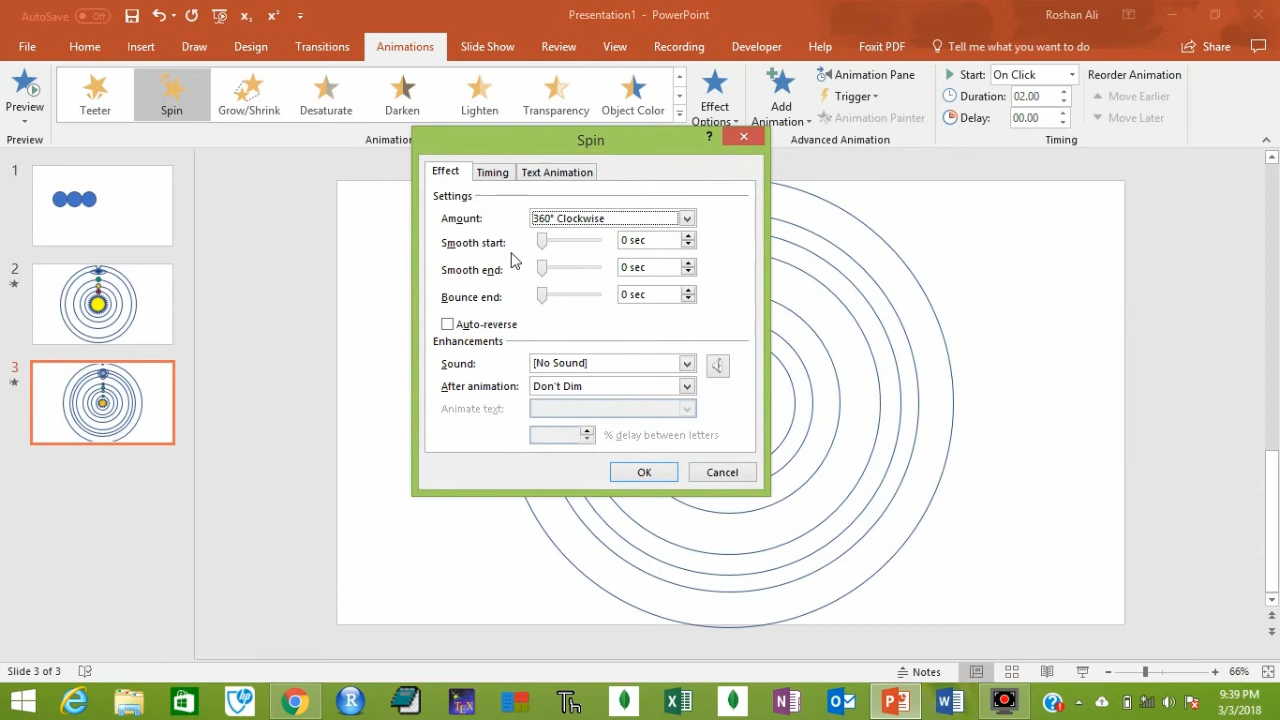 AutoSave Off
Presentation1 - PowerPoint
Roshan Ali
File Home Insert Draw Design Transitions Animations Slide Show Review View Recording Developer Help Foxit PDF Tell me what you want to do Share
Preview
Teeter Spin Grow/Shrink Desaturate Darken Lighten Transparency Object Color
Effect Options
Add Animation
Animation Pane
Trigger
Animation Painter
Start: On Click
Duration: 02.00
Delay: 00.00
Reorder Animation
Move Earlier
Move Later
Preview
Animation
Advanced Animation
Timing
1
2
3
Spin
?
Effect Timing Text Animation
Settings
Amount: 360° Clockwise
Smooth start: 0 sec
Smooth end: 0 sec
Bounce end: 0 sec
Auto-reverse
Enhancements
Sound: [No Sound]
After animation: Don't Dim
Animate text:
% delay between letters
OK Cancel
Slide 3 of 3
Notes
66%
9:39 PM
3/3/2018